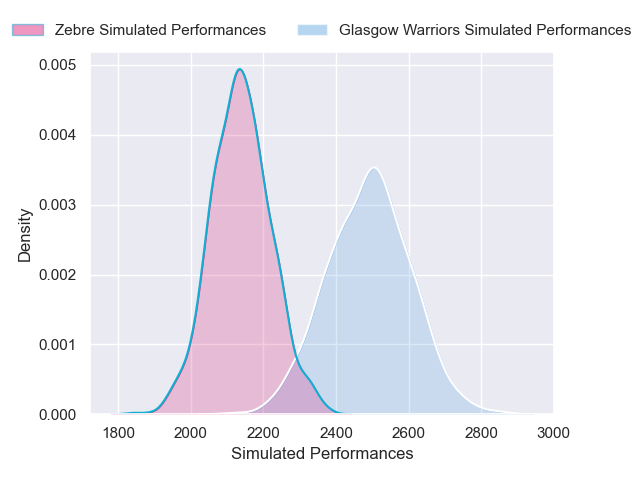 Zebre Simulated Performances
Glasgow Warriors Simulated Performances
0.005
0.004
0.003
0.002
0.001
0.000
Density
1800 2000 2200 2400 2600 2800 3000
Simulated Performances